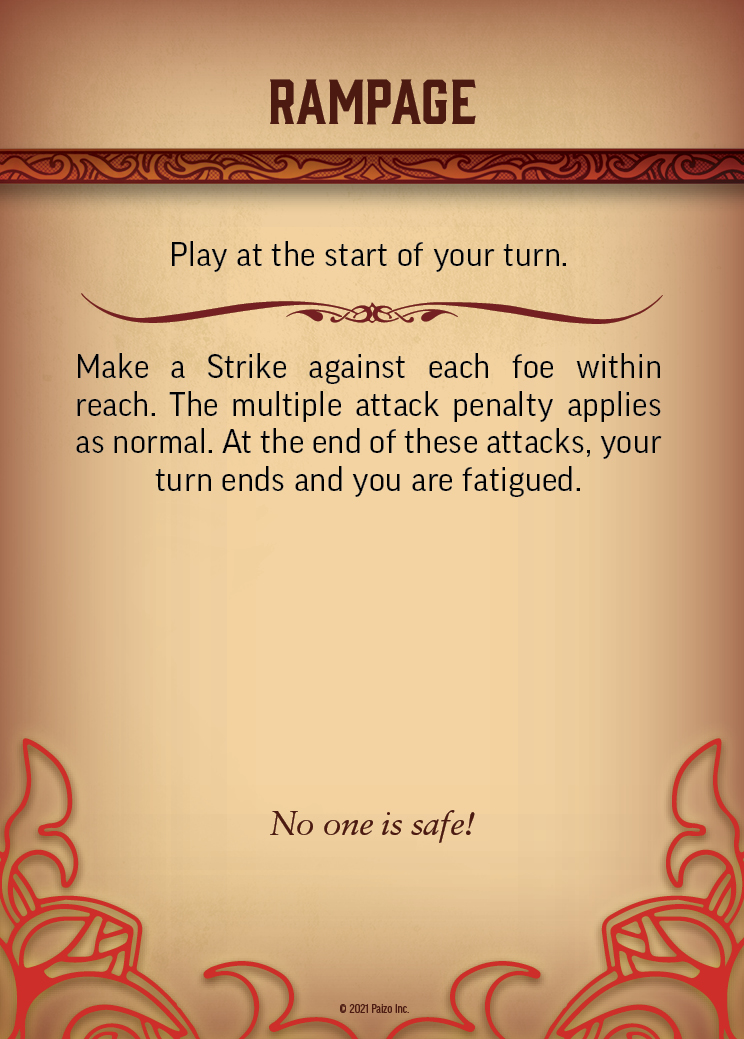 RAMPAGE
Play at the start of your turn.
Make a Strike against each foe within
reach. The multiple attack penalty applies
as normal. At the end of these attacks, your
turn ends and you are fatigued.
No one is safe!
© 2021 Paizo Inc.